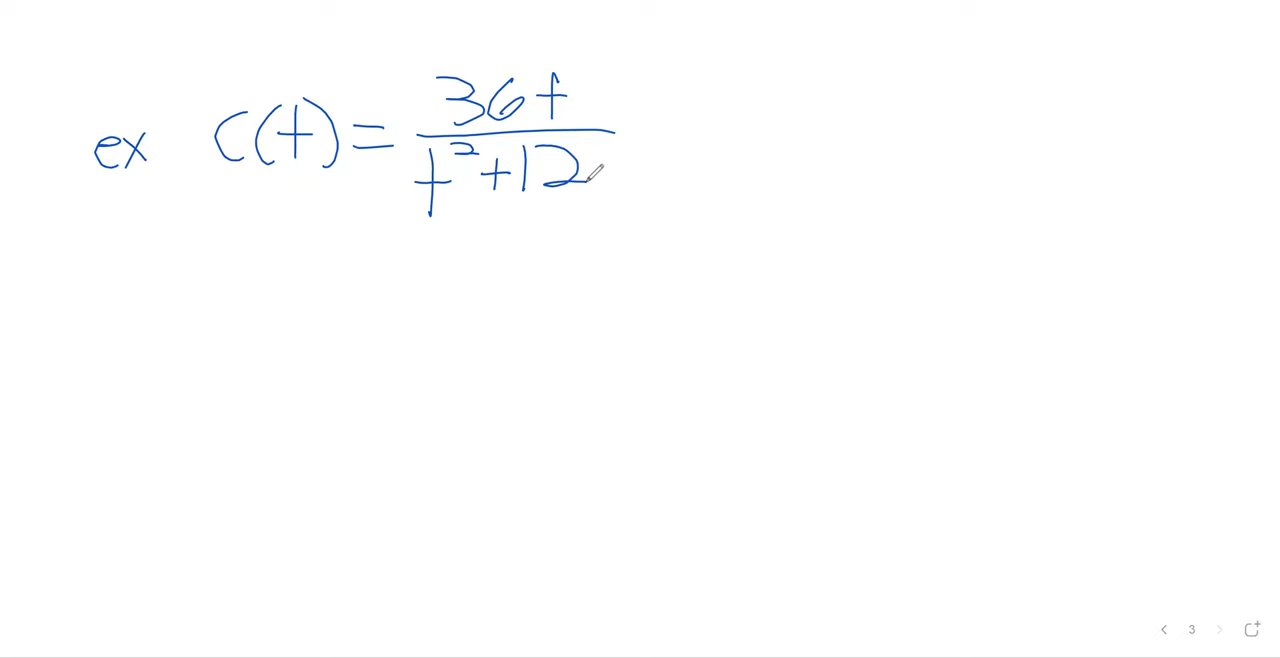 ex C(t) = 36t / t² + 12
3